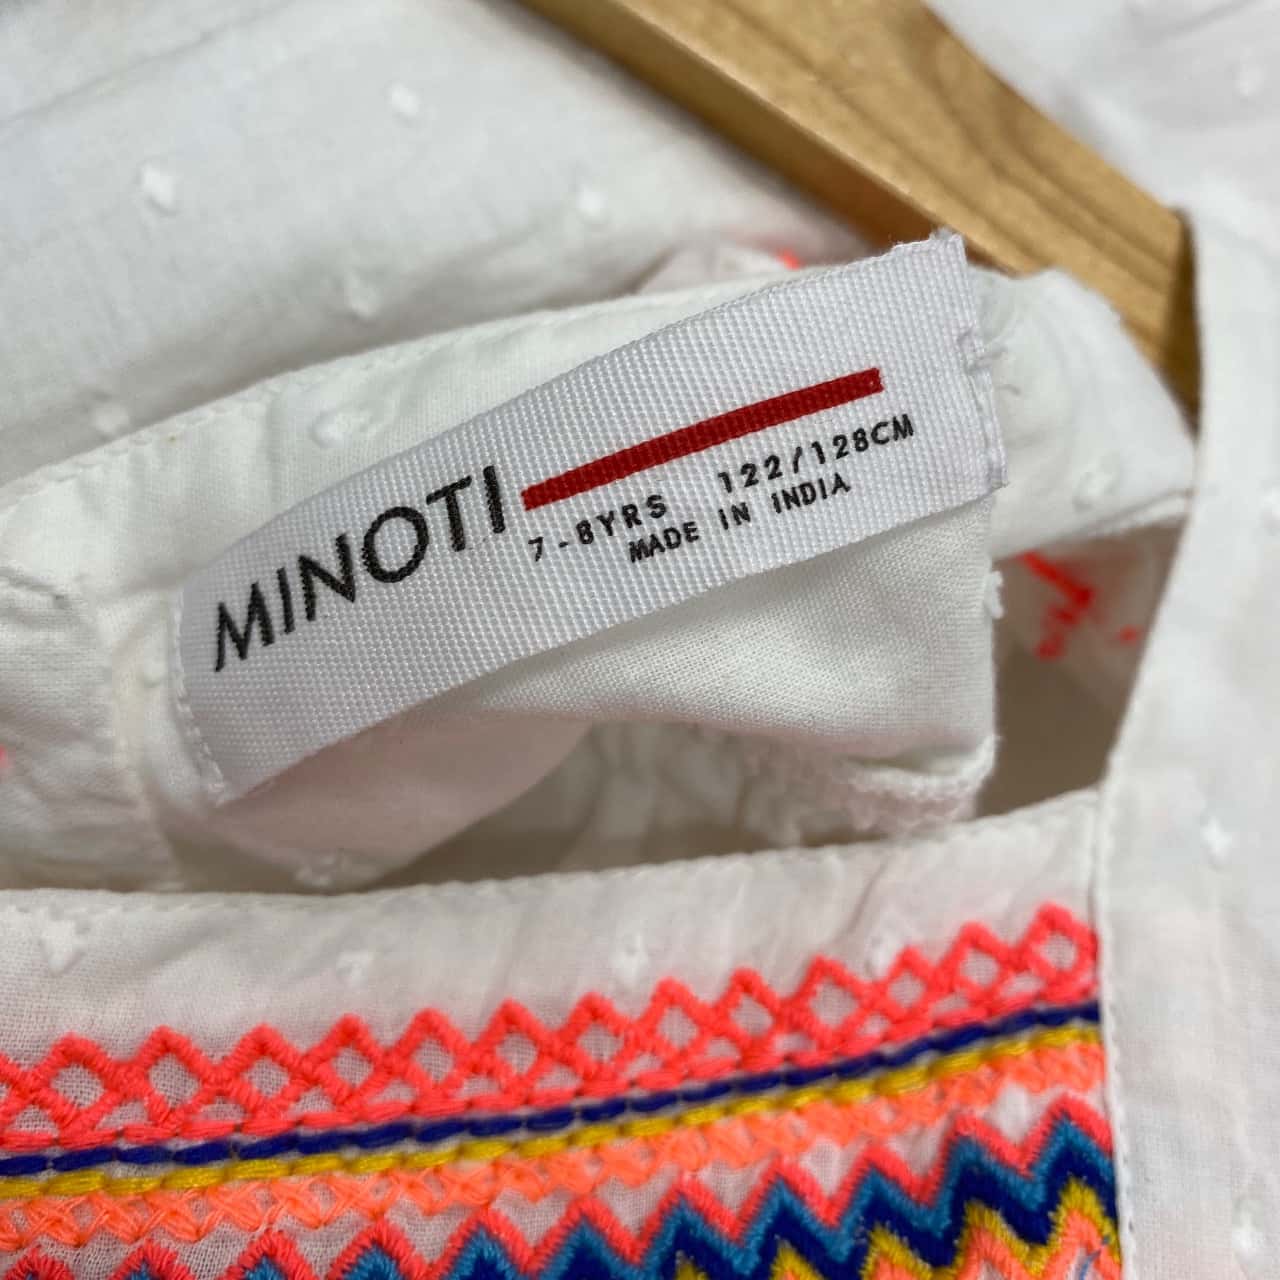 MINOTI
7-8YRS 122/128CM
MADE IN INDIA